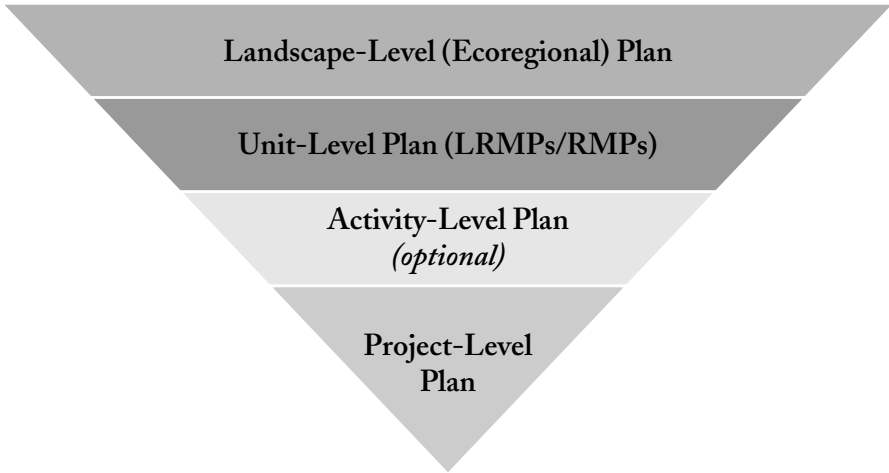 Landscape-Level (Ecoregional) Plan
Unit-Level Plan (LRMPs/RMPs)
Activity-Level Plan
(optional)
Project-Level
Plan